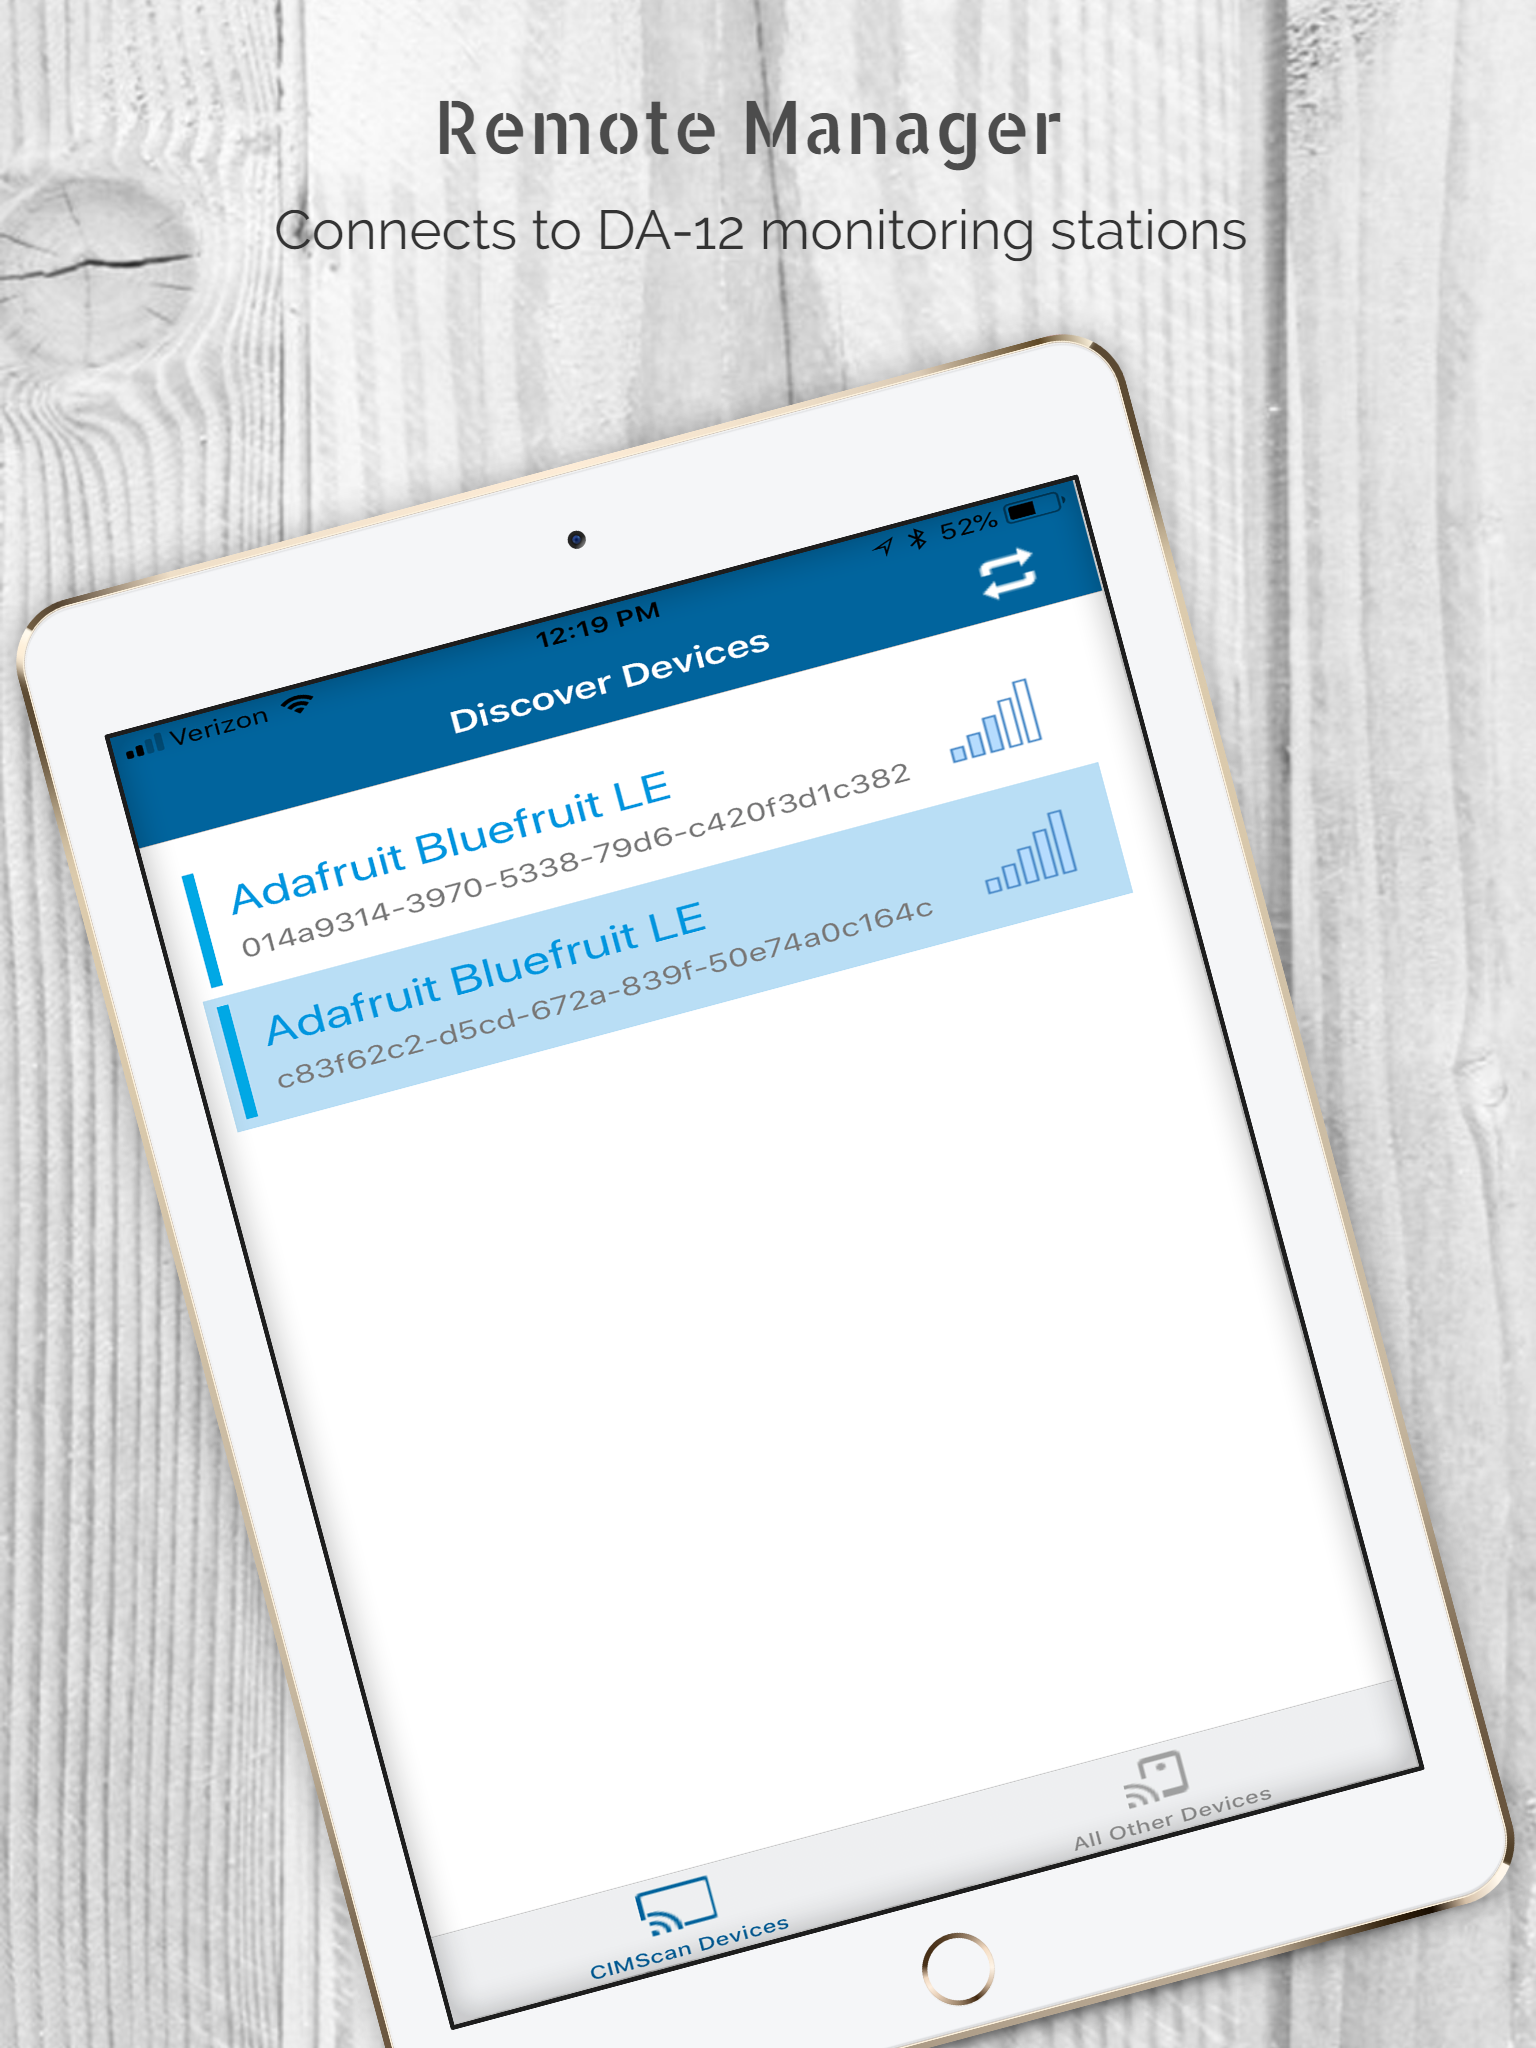 Remote Manager
Connects to DA-12 monitoring stations
Verizon
12:19 PM
52%
Discover Devices
Adafruit Bluefruit LE
014a9314-3970-5338-79d6-c420f3d1c382
Adafruit Bluefruit LE
c83f62c2-d5cd-672a-839f-50e74a0c164c
CIMScan Devices
All Other Devices